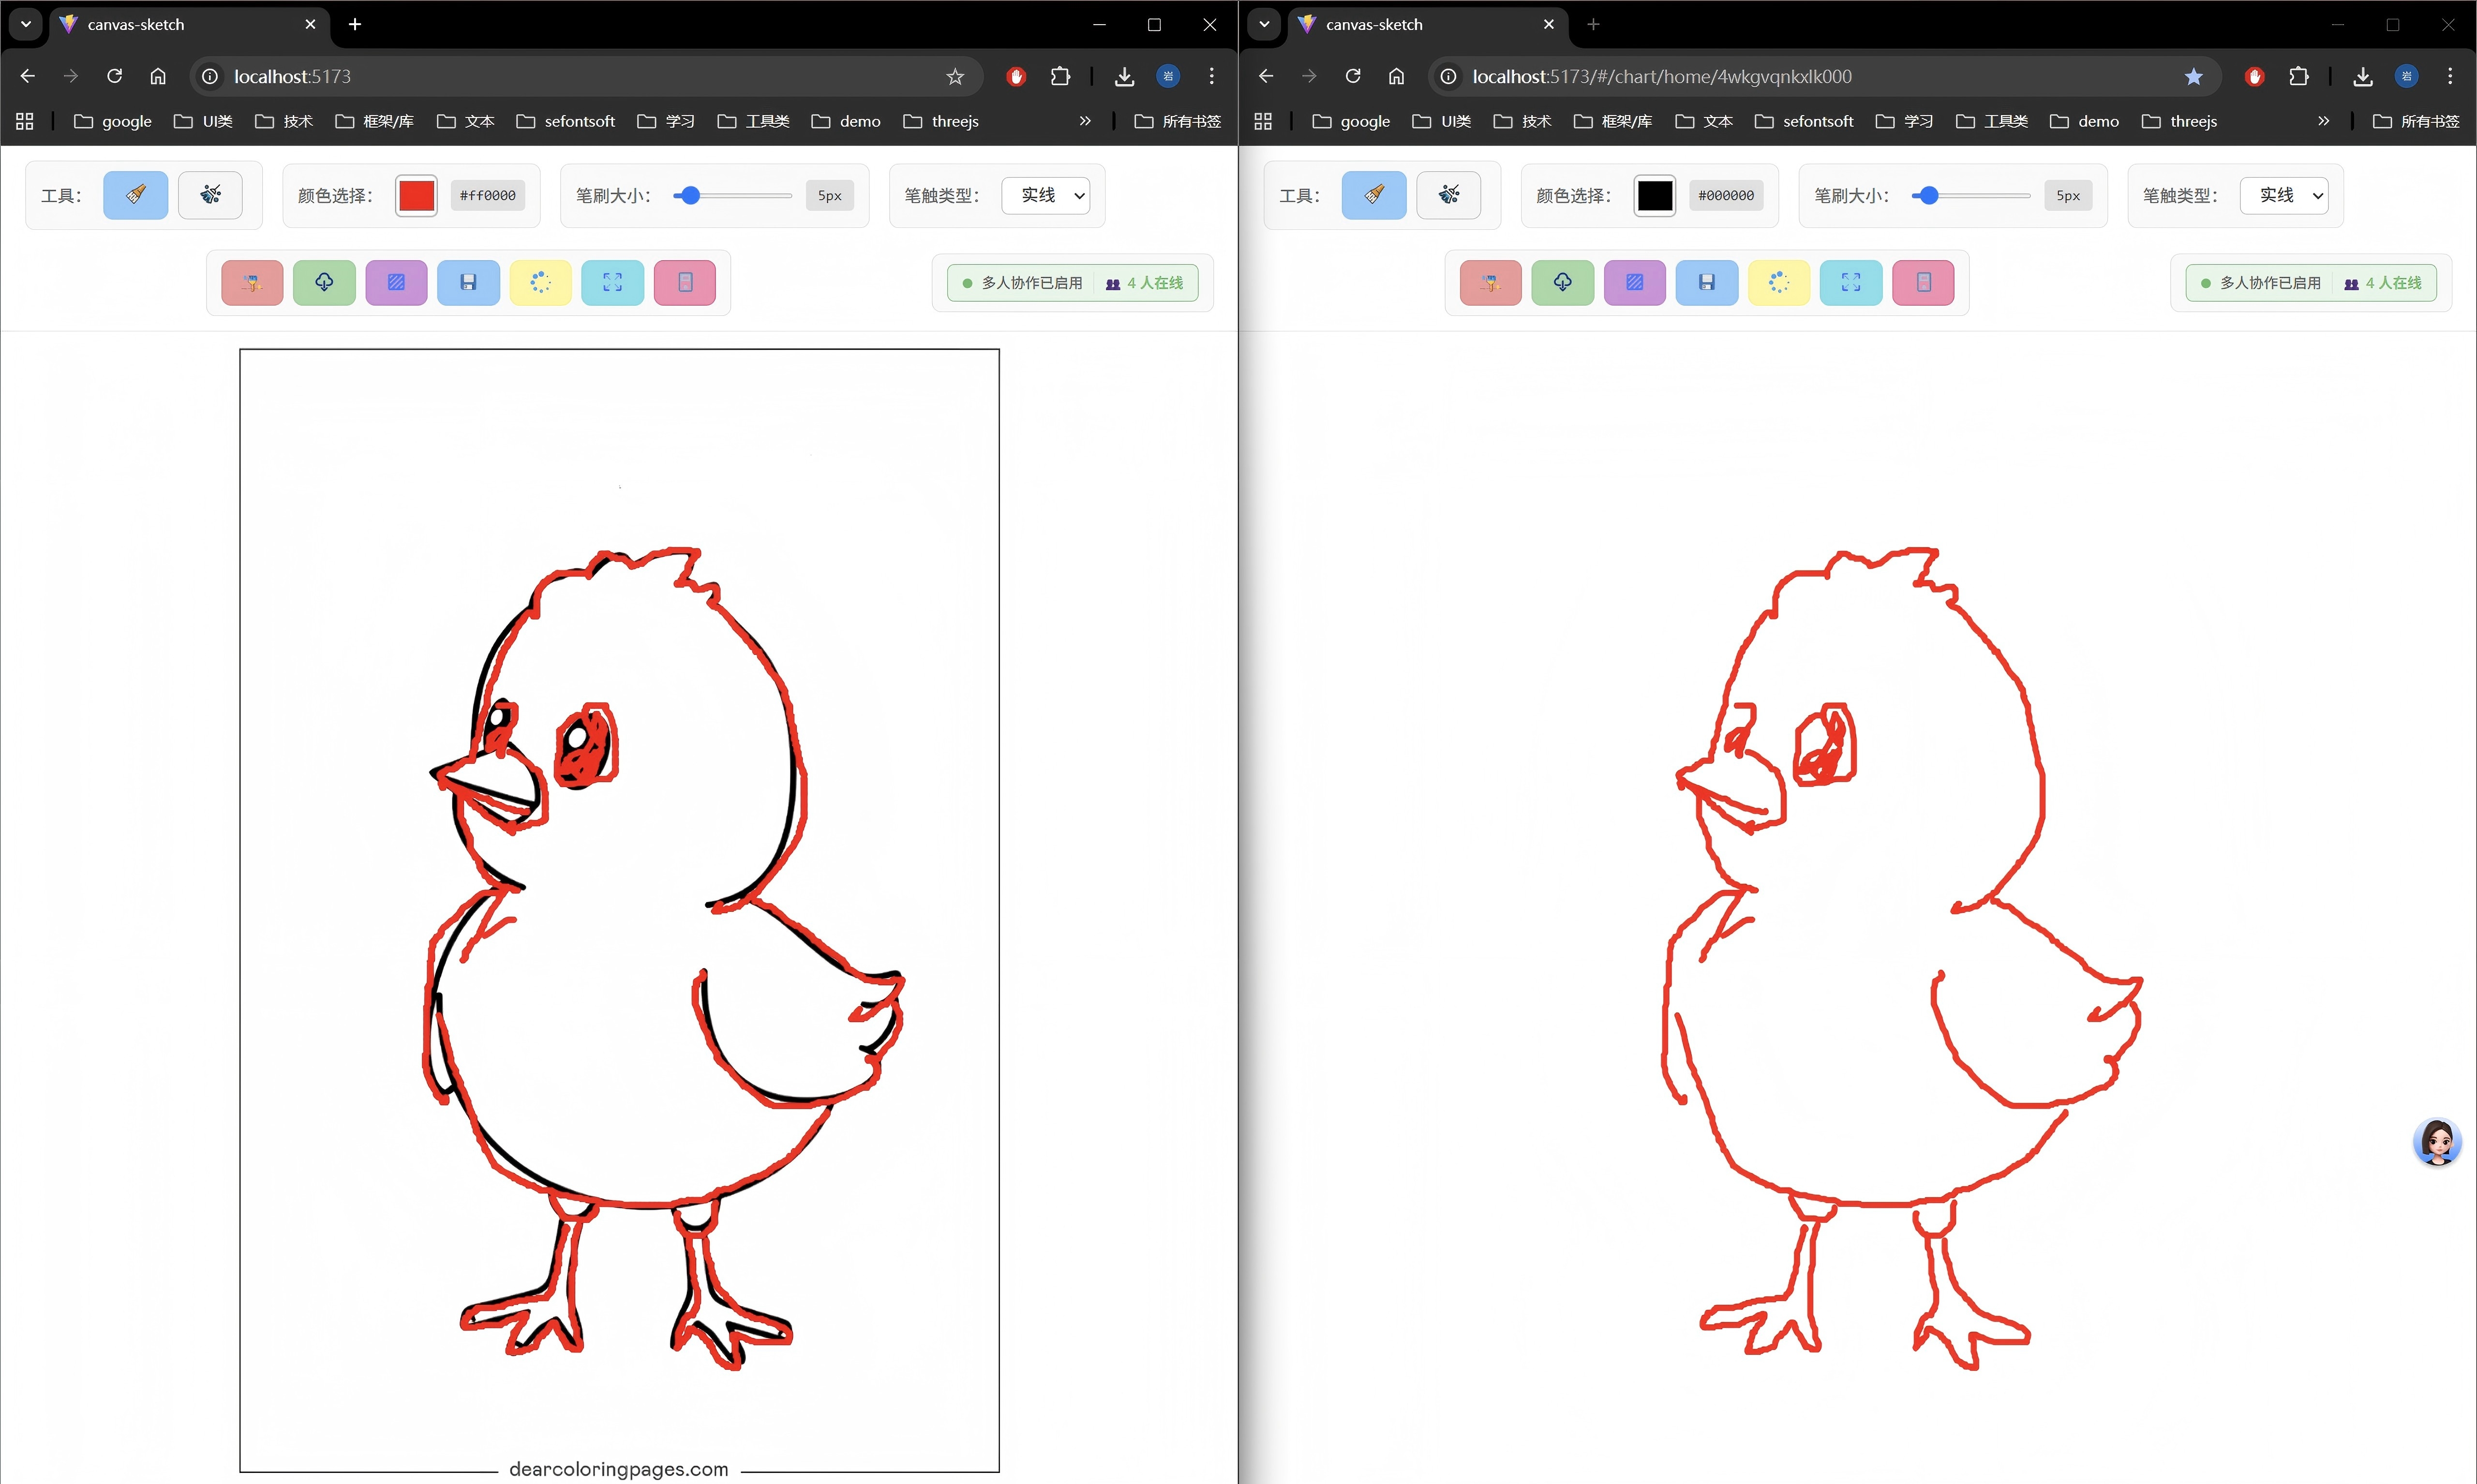 canvas-sketch
localhost:5173
google UI类 技术 框架/库 文本 sefontsoft 学习 工具类 demo threejs 所有书签
工具： 颜色选择： #ff0000 笔刷大小： 5px 笔触类型： 实线
多人协作已启用 4 人在线
dearcoloringpages.com
canvas-sketch
localhost:5173/#/chart/home/4wkgvqnkxlk000
google UI类 技术 框架/库 文本 sefontsoft 学习 工具类 demo threejs 所有书签
工具： 颜色选择： #000000 笔刷大小： 5px 笔触类型： 实线
多人协作已启用 4 人在线